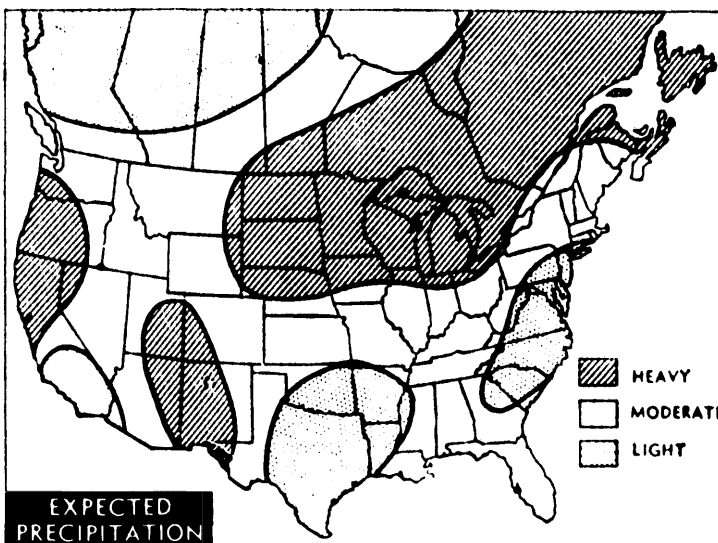 HEAVY
MODERATE
LIGHT
EXPECTED
PRECIPITATION